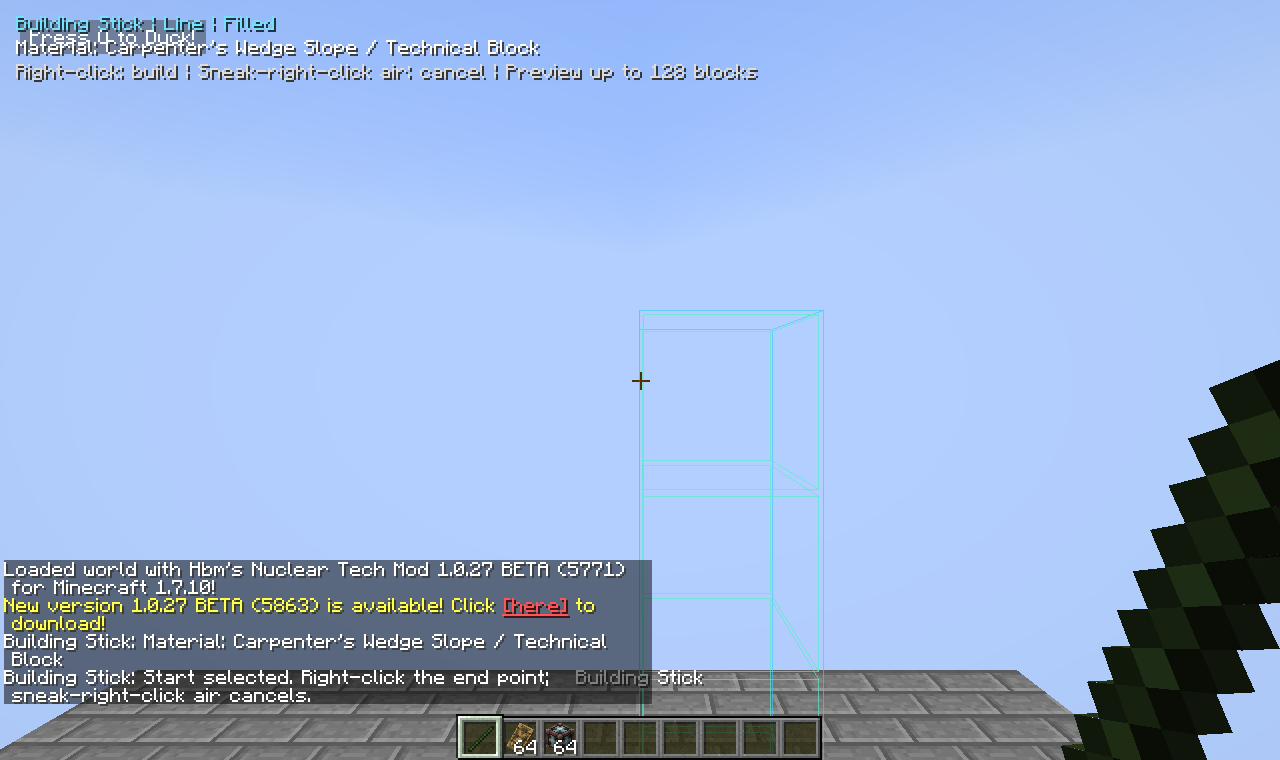 Building Stick | Line | Filled
Press U to Duck!
Material: Carpenter's Wedge Slope / Technical Block
Right-click: build | Sneak-right-click air: cancel | Preview up to 128 blocks
Loaded world with Hbm's Nuclear Tech Mod 1.0.27 BETA (5771)
for Minecraft 1.7.10!
New version 1.0.27 BETA (5863) is available! Click [here] to
download!
Building Stick: Material: Carpenter's Wedge Slope / Technical
Block
Building Stick: Start selected. Right-click the end point;
sneak-right-click air cancels.
Building Stick
64
64